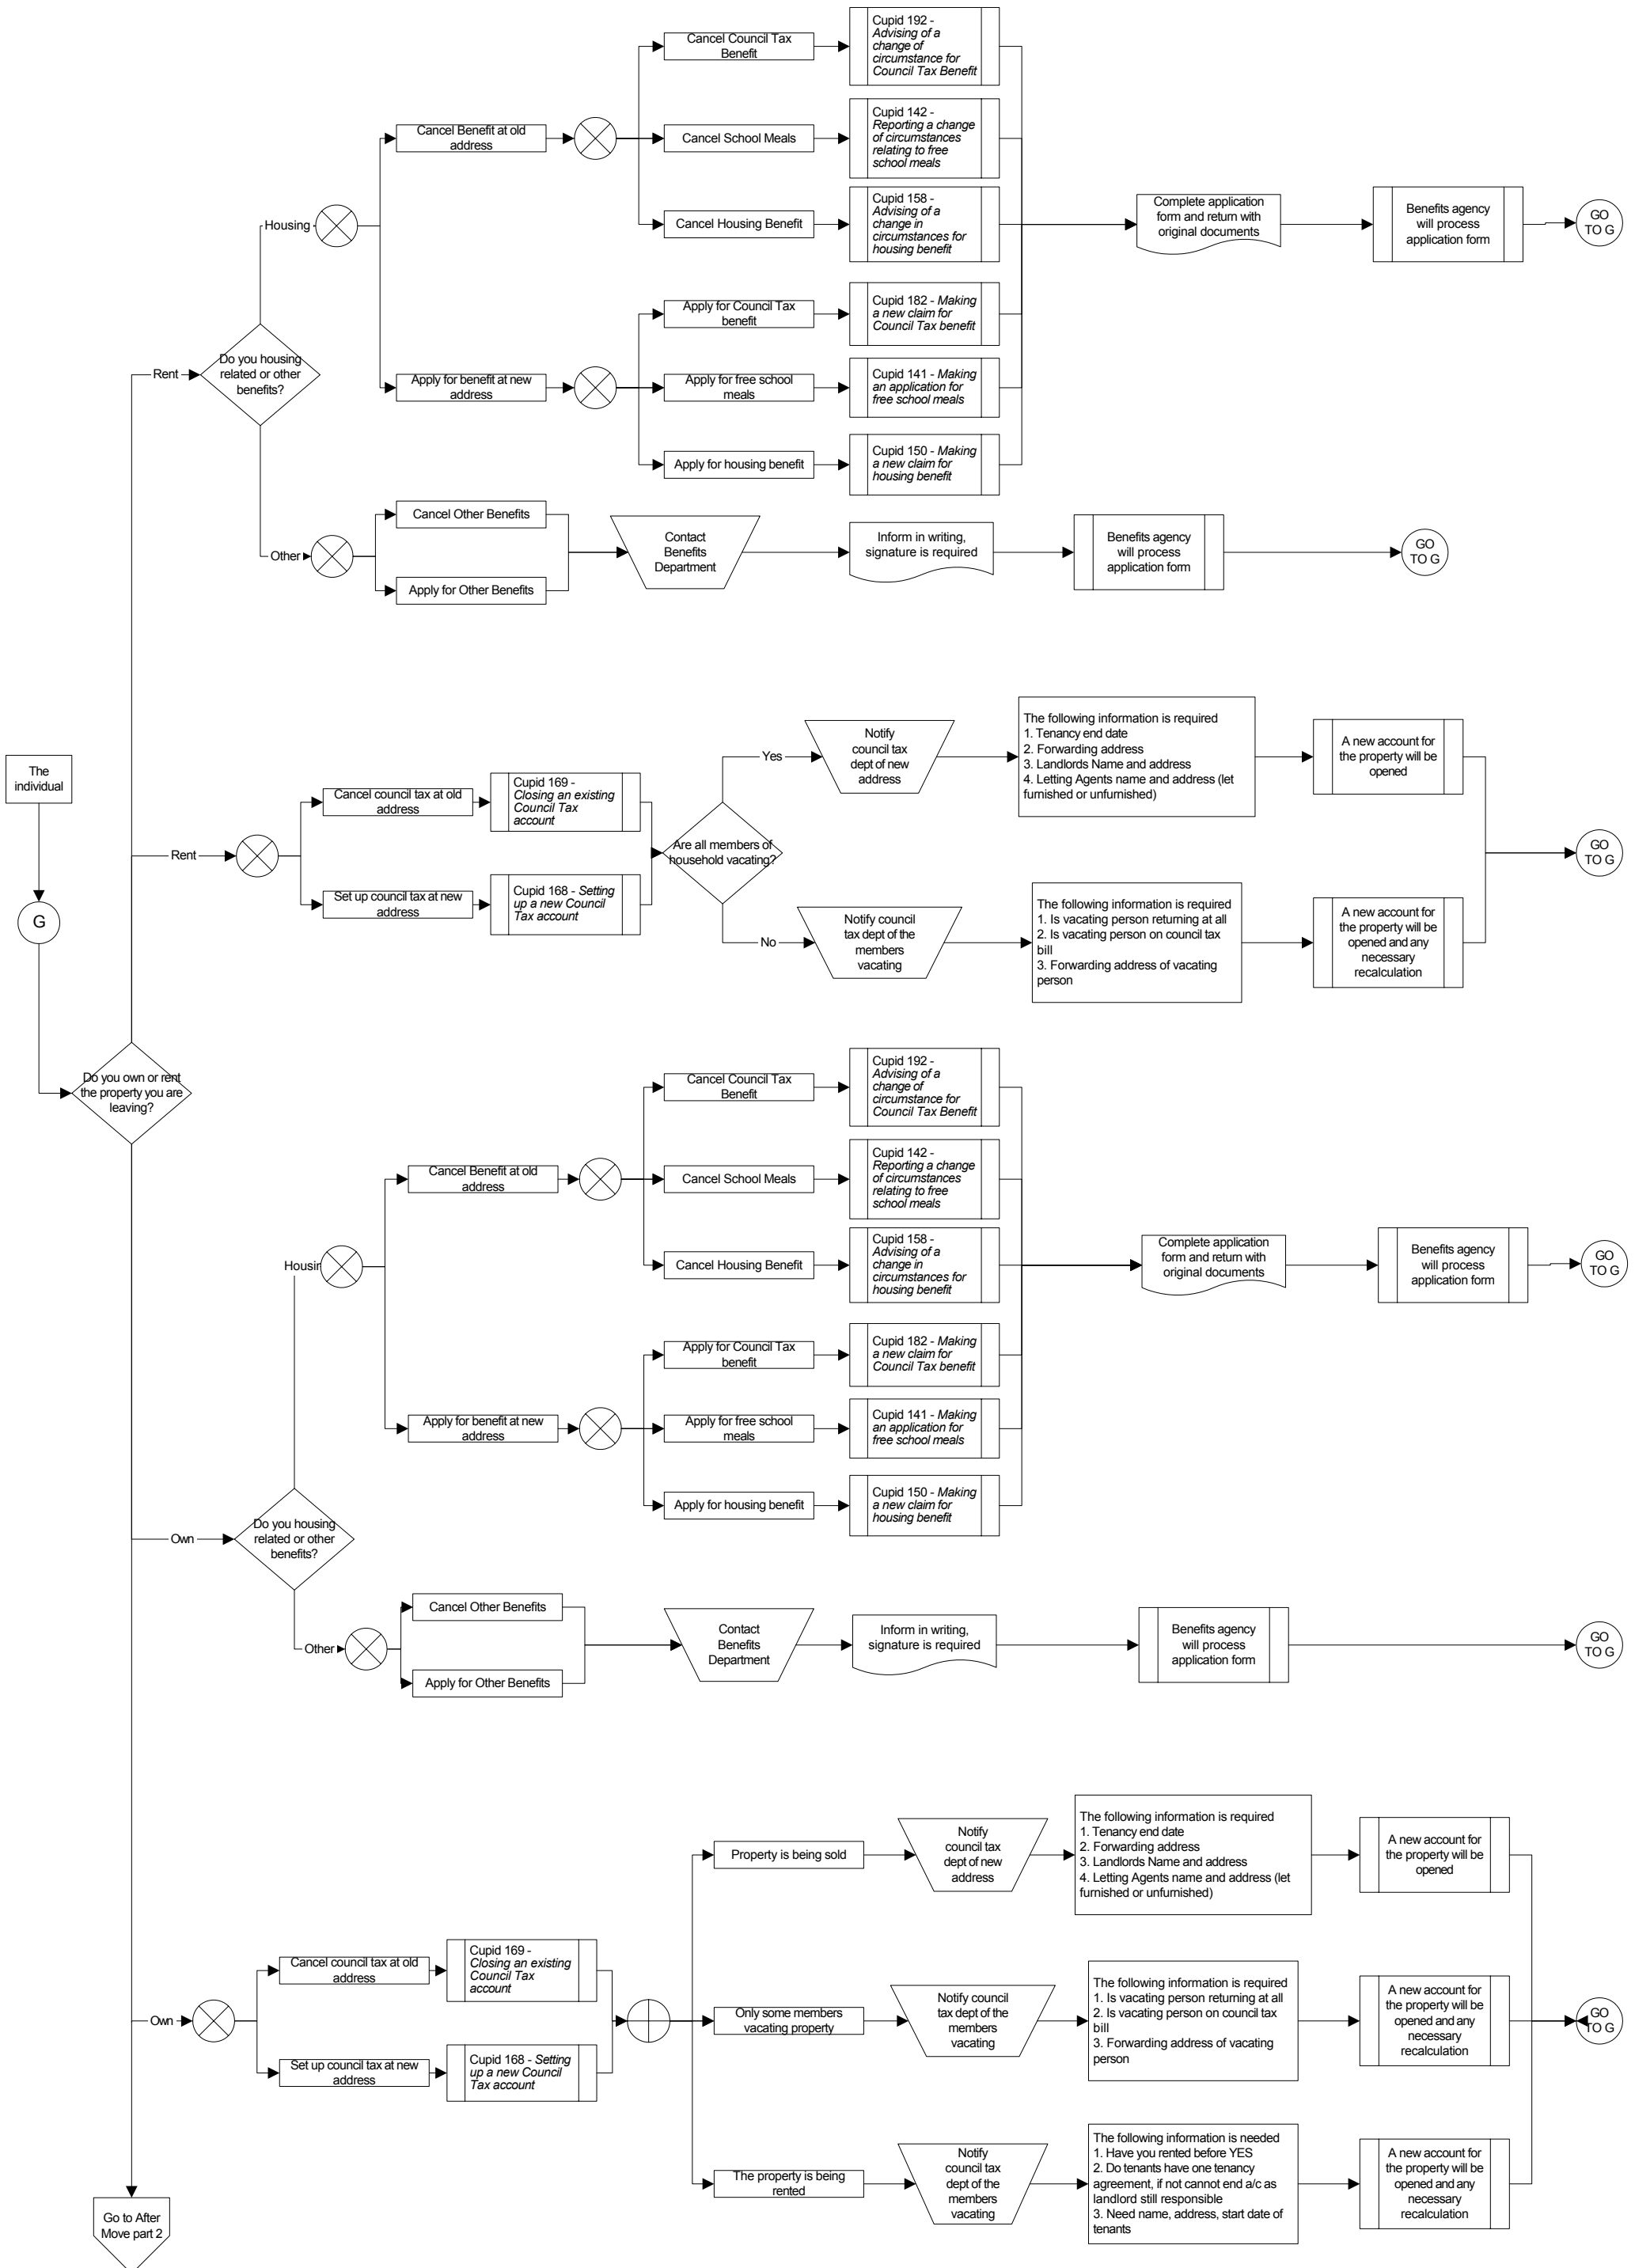 Cancel Council Tax
Benefit
Cupid 192 -
Advising of a
change of
circumstance for
Council Tax Benefit
Cancel Benefit at old
address
Cancel School Meals
Cupid 142 -
Reporting a change
of circumstances
relating to free
school meals
Housing
Cancel Housing Benefit
Cupid 158 -
Advising of a
change in
circumstances for
housing benefit
Complete application
form and return with
original documents
Benefits agency
will process
application form
GO
TO G
Apply for Council Tax
benefit
Cupid 182 - Making
a new claim for
Council Tax benefit
Rent
Do you housing
related or other
benefits?
Apply for benefit at new
address
Apply for free school
meals
Cupid 141 - Making
an application for
free school meals
Apply for housing benefit
Cupid 150 - Making
a new claim for
housing benefit
Other
Cancel Other Benefits
Apply for Other Benefits
Contact
Benefits
Department
Inform in writing,
signature is required
Benefits agency
will process
application form
GO
TO G
The
individual
G
Rent
Cancel council tax at old
address
Cupid 169 -
Closing an existing
Council Tax
account
Set up council tax at new
address
Cupid 168 - Setting
up a new Council
Tax account
Are all members of
household vacating?
Yes
Notify
council tax
dept of new
address
The following information is required
1. Tenancy end date
2. Forwarding address
3. Landlords Name and address
4. Letting Agents name and address (let
furnished or unfurnished)
A new account for
the property will be
opened
GO
TO G
No
Notify council
tax dept of the
members
vacating
The following information is required
1. Is vacating person returning at all
2. Is vacating person on council tax
bill
3. Forwarding address of vacating
person
A new account for
the property will be
opened and any
necessary
recalculation
Do you own or rent
the property you are
leaving?
Cancel Council Tax
Benefit
Cupid 192 -
Advising of a
change of
circumstance for
Council Tax Benefit
Cancel Benefit at old
address
Cancel School Meals
Cupid 142 -
Reporting a change
of circumstances
relating to free
school meals
Housir
Cancel Housing Benefit
Cupid 158 -
Advising of a
change in
circumstances for
housing benefit
Complete application
form and return with
original documents
Benefits agency
will process
application form
GO
TO G
Apply for Council Tax
benefit
Cupid 182 - Making
a new claim for
Council Tax benefit
Apply for benefit at new
address
Apply for free school
meals
Cupid 141 - Making
an application for
free school meals
Apply for housing benefit
Cupid 150 - Making
a new claim for
housing benefit
Own
Do you housing
related or other
benefits?
Other
Cancel Other Benefits
Apply for Other Benefits
Contact
Benefits
Department
Inform in writing,
signature is required
Benefits agency
will process
application form
GO
TO G
Property is being sold
Notify
council tax
dept of new
address
The following information is required
1. Tenancy end date
2. Forwarding address
3. Landlords Name and address
4. Letting Agents name and address (let
furnished or unfurnished)
A new account for
the property will be
opened
Own
Cancel council tax at old
address
Cupid 169 -
Closing an existing
Council Tax
account
Set up council tax at new
address
Cupid 168 - Setting
up a new Council
Tax account
Only some members
vacating property
Notify council
tax dept of the
members
vacating
The following information is required
1. Is vacating person returning at all
2. Is vacating person on council tax
bill
3. Forwarding address of vacating
person
A new account for
the property will be
opened and any
necessary
recalculation
GO
TO G
The property is being
rented
Notify
council tax
dept of the
members
vacating
The following information is needed
1. Have you rented before YES
2. Do tenants have one tenancy
agreement, if not cannot end a/c as
landlord still responsible
3. Need name, address, start date of
tenants
A new account for
the property will be
opened and any
necessary
recalculation
Go to After
Move part 2